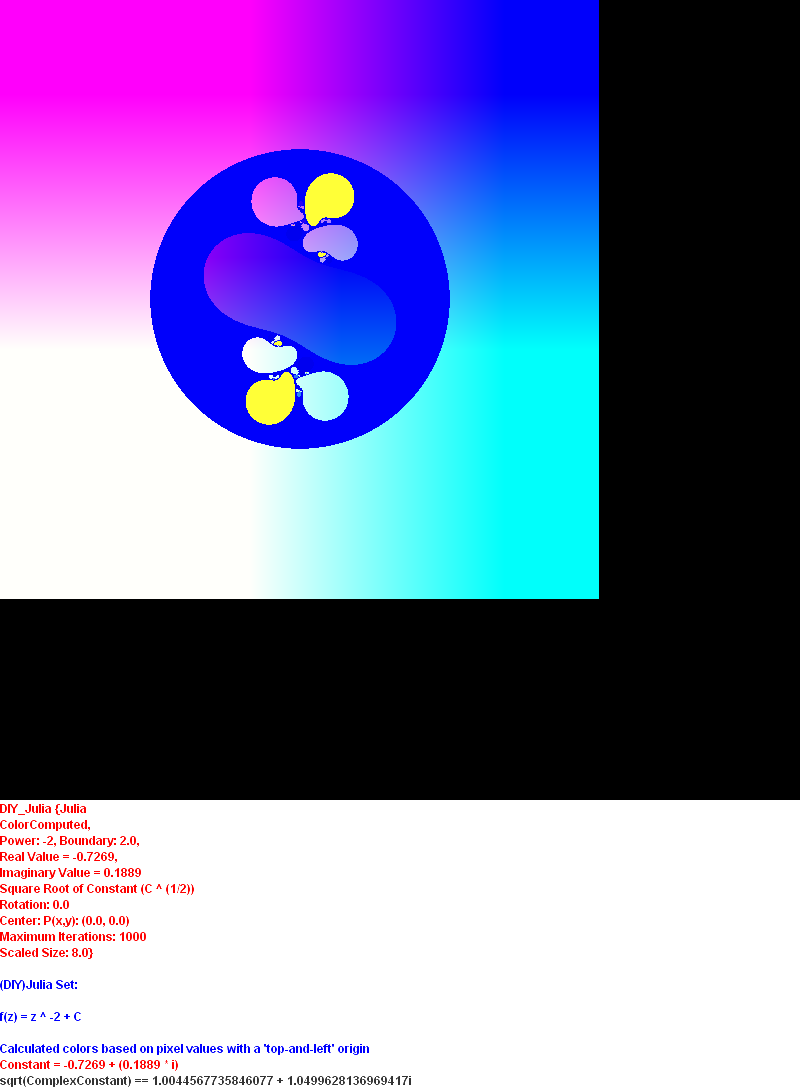 DIY_Julia {Julia
ColorComputed,
Power: -2, Boundary: 2.0,
Real Value = -0.7269,
Imaginary Value = 0.1889
Square Root of Constant (C ^ (1/2))
Rotation: 0.0
Center: P(x,y): (0.0, 0.0)
Maximum Iterations: 1000
Scaled Size: 8.0}
(DIY)Julia Set:
f(z) = z ^ -2 + C
Calculated colors based on pixel values with a 'top-and-left' origin
Constant = -0.7269 + (0.1889 * i)
sqrt(ComplexConstant) == 1.0044567735846077 + 1.0499628136969417i